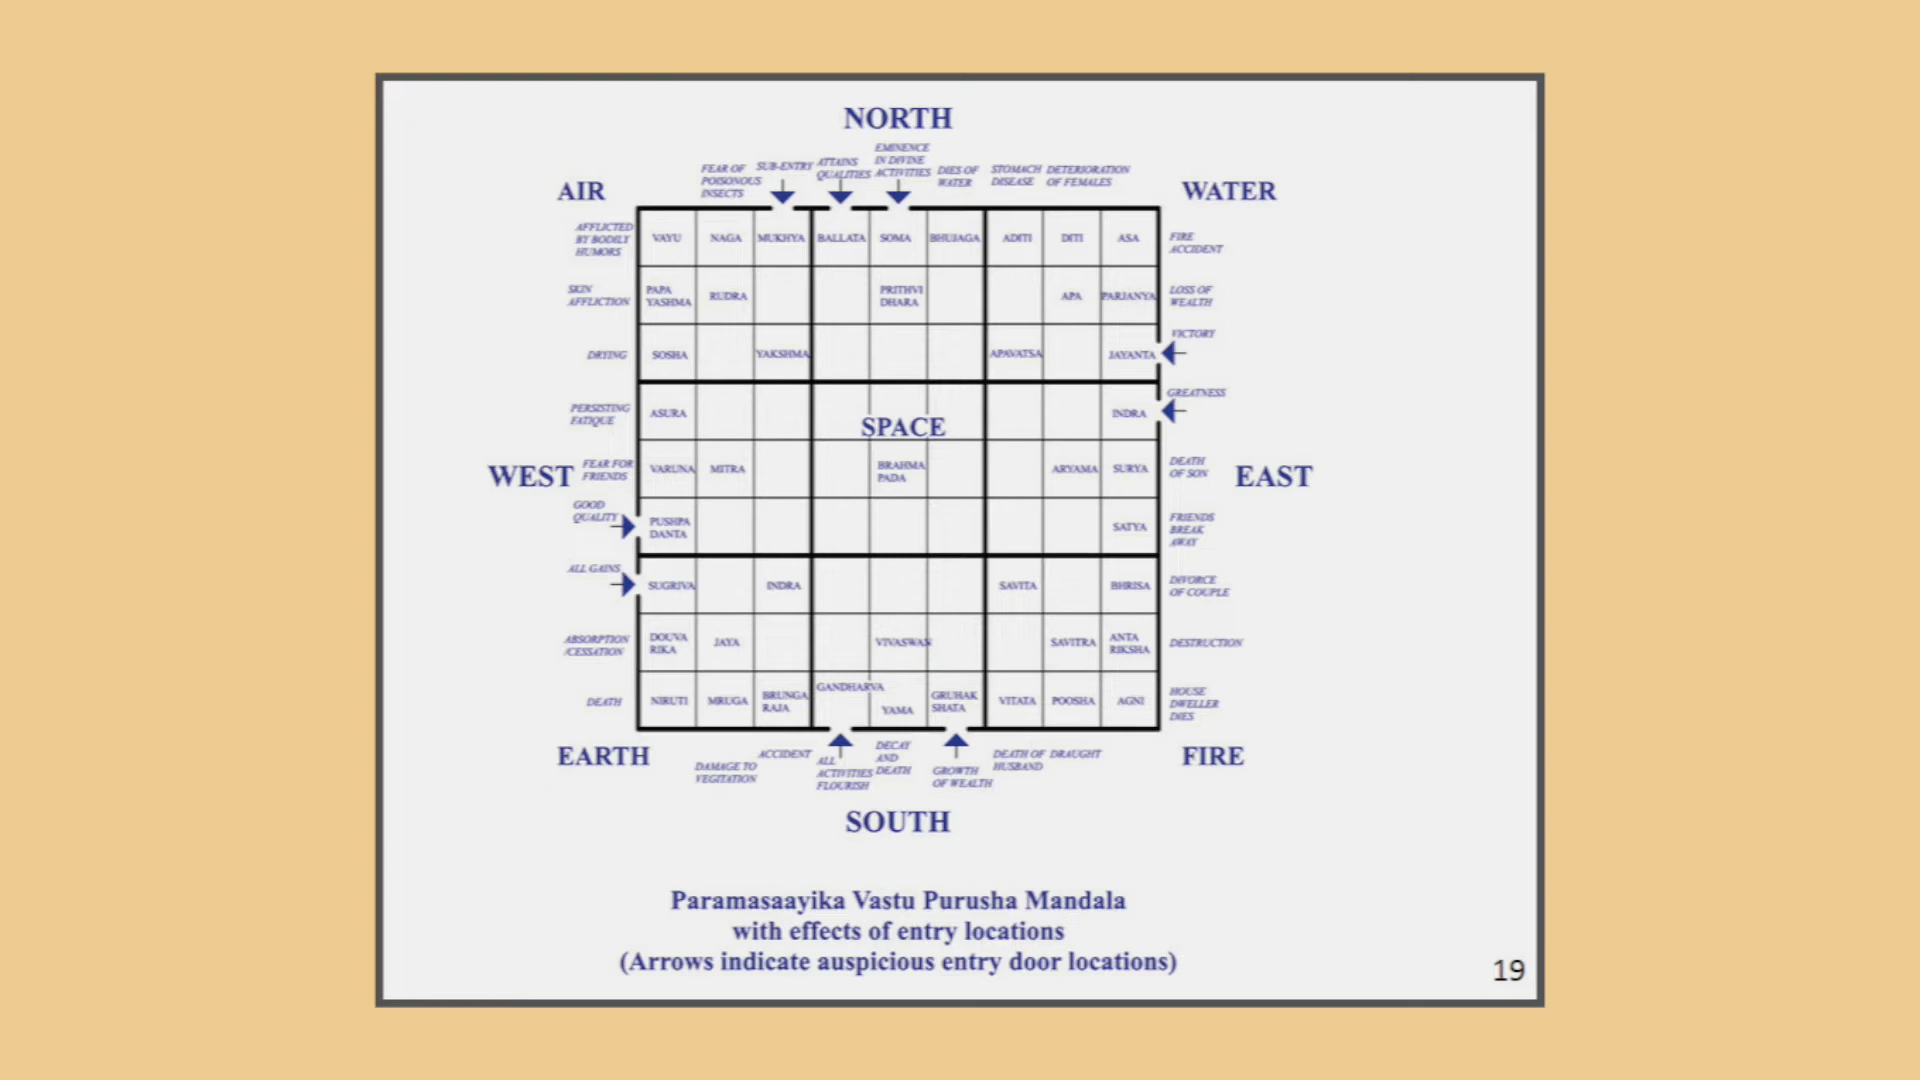 NORTH
EMINENCE
IN DIVINE
ACTIVITIES
FEAR OF
POISONOUS
INSECTS
SUB-ENTRY
ATTAINS
QUALITIES
DIES OF
WATER
STOMACH
DISEASE
DETERIORATION
OF FEMALES
AIR
WATER
AFFLICTED
BY BODILY
HUMORS
VAYU NAGA MUKHYA BALLATA SOMA BHUJAGA ADITI DITI ASA
FIRE
ACCIDENT
SKIN
AFFLICTION
PAPA
YASHMA
RUDRA
PRITHVI
DHARA
APA PARJANYA
LOSS OF
WEALTH
VICTORY
DRYING SOSHA YAKSHMA APAVATSA JAYANTA
GREATNESS
PERSISTING
FATIQUE
ASURA
SPACE
INDRA
WEST
FEAR FOR
FRIENDS
VARUNA MITRA
BRAHMA
PADA
ARYAMA SURYA
DEATH
OF SON
EAST
GOOD
QUALITY
PUSHPA
DANTA
SATYA
FRIENDS
BREAK
AWAY
ALL GAINS
SUGRIVA INDRA SAVITA BHRISA
DIVORCE
OF COUPLE
ABSORPTION
/CESSATION
DOUVA
RIKA
JAYA VIVASWAN SAVITRA
ANTA
RIKSHA
DESTRUCTION
DEATH NIRUTI MRUGA
BRUNGA
RAJA
GANDHARVA
YAMA
GRUHAK
SHATA
VITATA POOSHA AGNI
HOUSE
DWELLER
DIES
EARTH
FIRE
DAMAGE TO
VEGITATION
ACCIDENT
ALL
ACTIVITIES
FLOURISH
DECAY
AND
DEATH
GROWTH
OF WEALTH
DEATH OF
HUSBAND
DRAUGHT
SOUTH
Paramasaayika Vastu Purusha Mandala
with effects of entry locations
(Arrows indicate auspicious entry door locations)
19